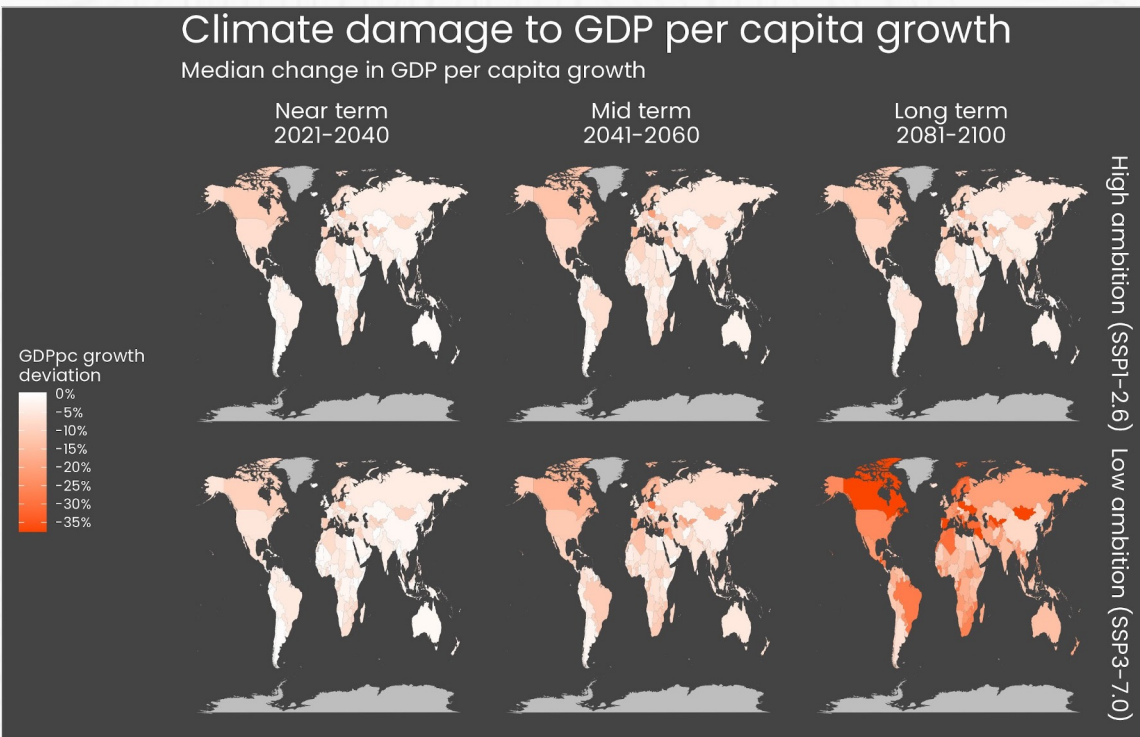 Climate damage to GDP per capita growth
Median change in GDP per capita growth
Near term
2021-2040
Mid term
2041-2060
Long term
2081-2100
High ambition (SSP1-2.6)
Low ambition (SSP3-7.0)
GDPpc growth
deviation
0%
-5%
-10%
-15%
-20%
-25%
-30%
-35%